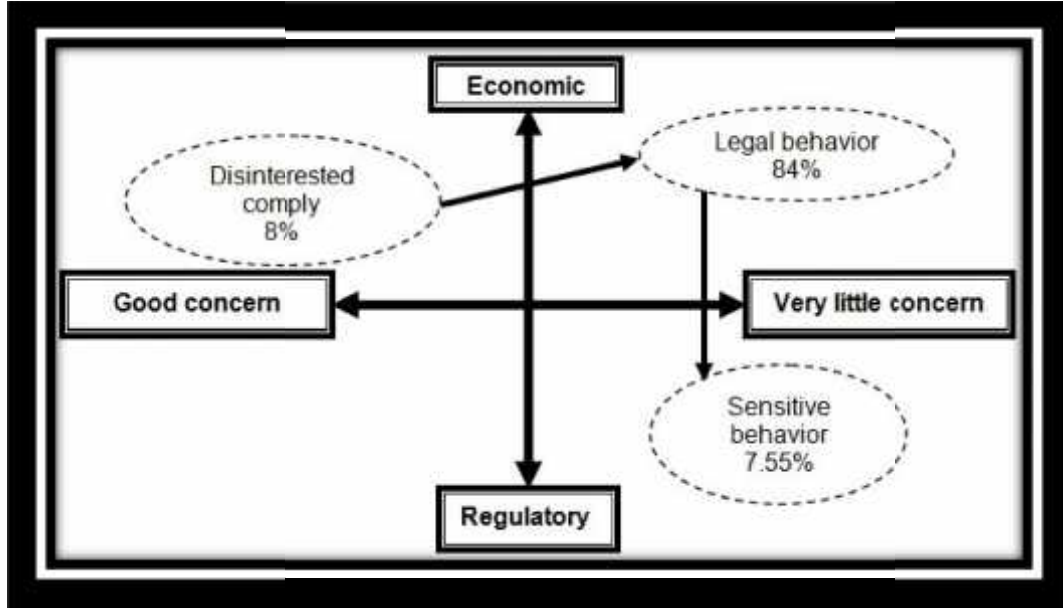 Economic
Legal behavior
84%
Disinterested
comply
8%
Good concern
Very little concern
Sensitive
behavior
7.55%
Regulatory